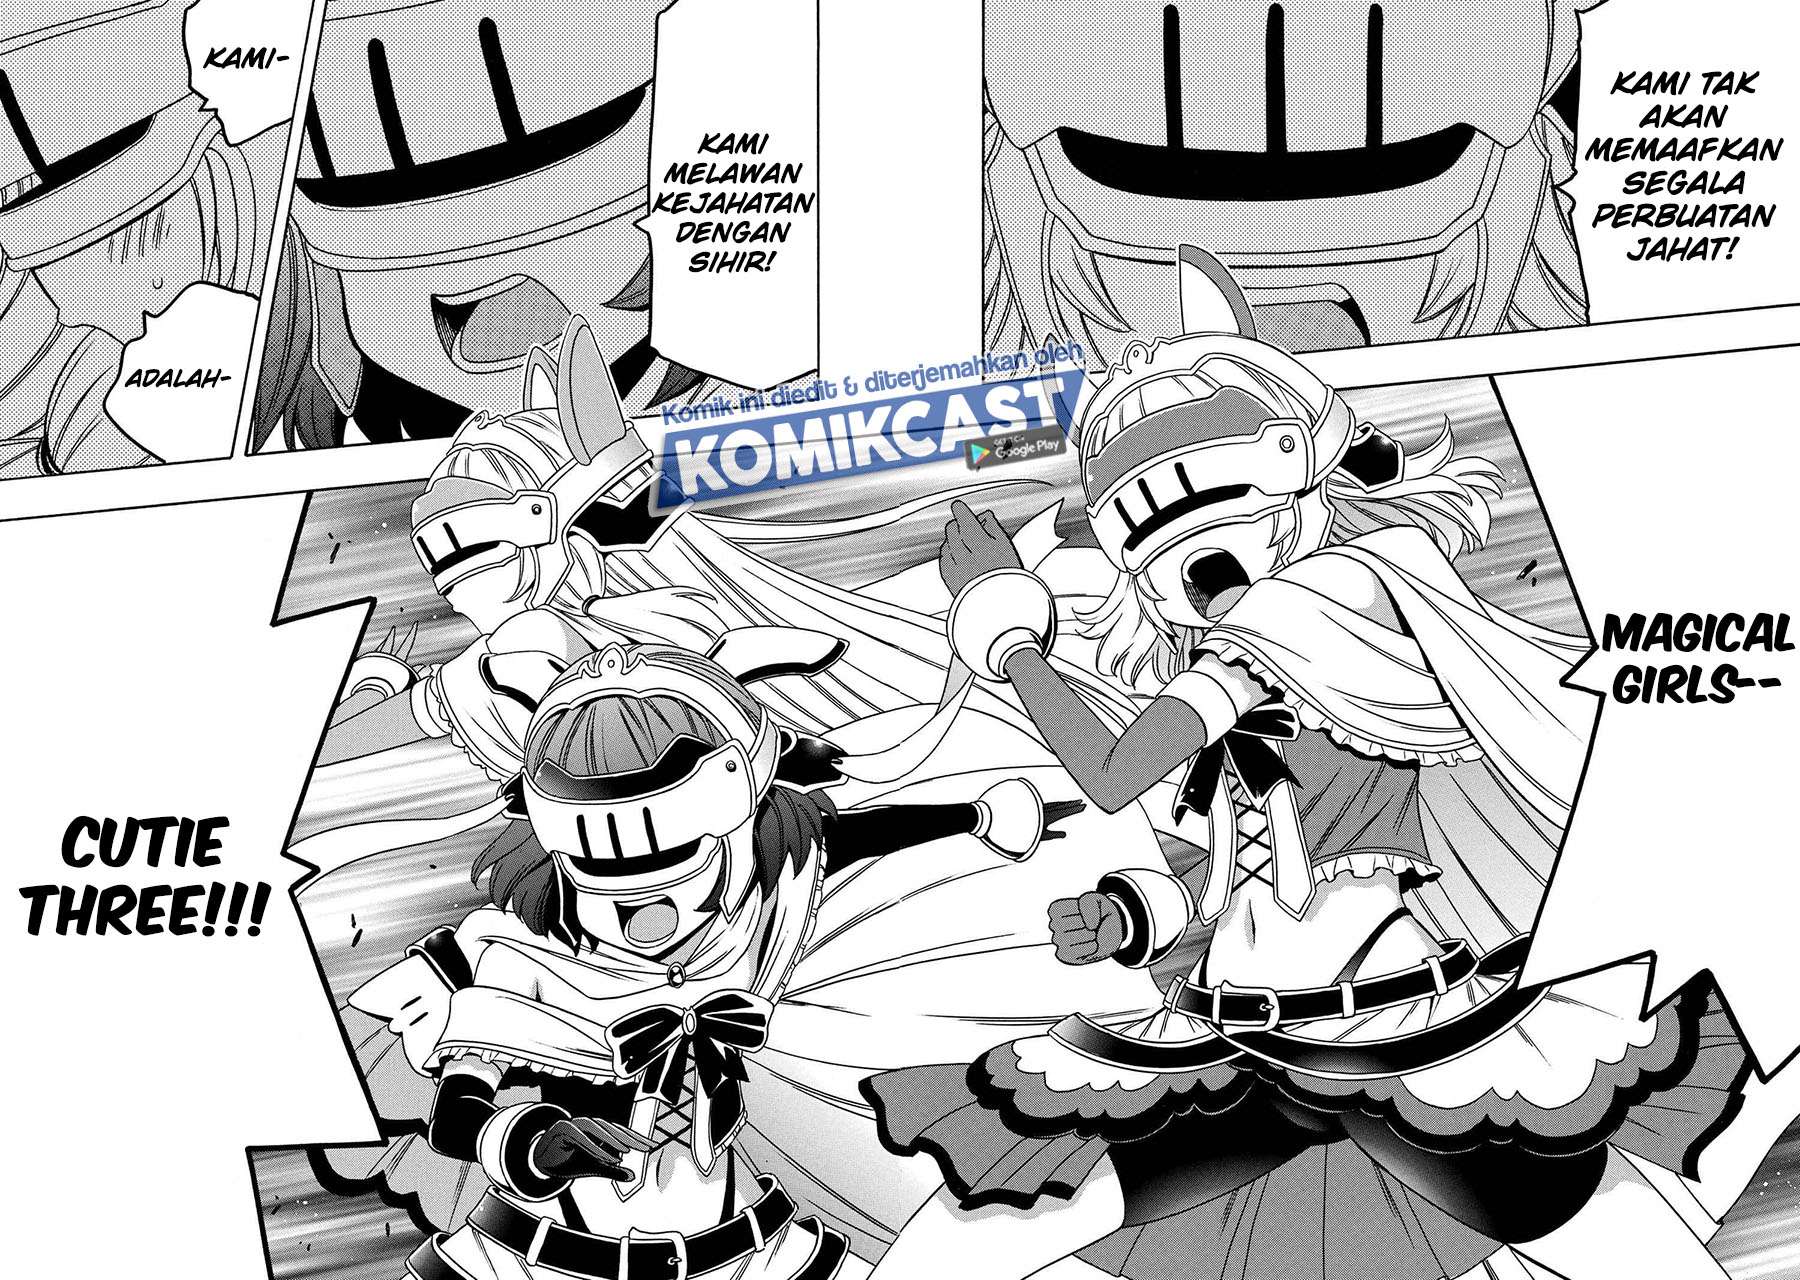 KAMI TAK
AKAN
MEMAAFKAN
SEGALA
PERBUATAN
JAHAT!
KAMI
MELAWAN
KEJAHATAN
DENGAN
SIHIR!
KAMI-
ADALAH-
Komik ini diedit & diterjemahkan oleh
KOMIKCAST
Google Play
MAGICAL
GIRLS--
CUTIE
THREE!!!